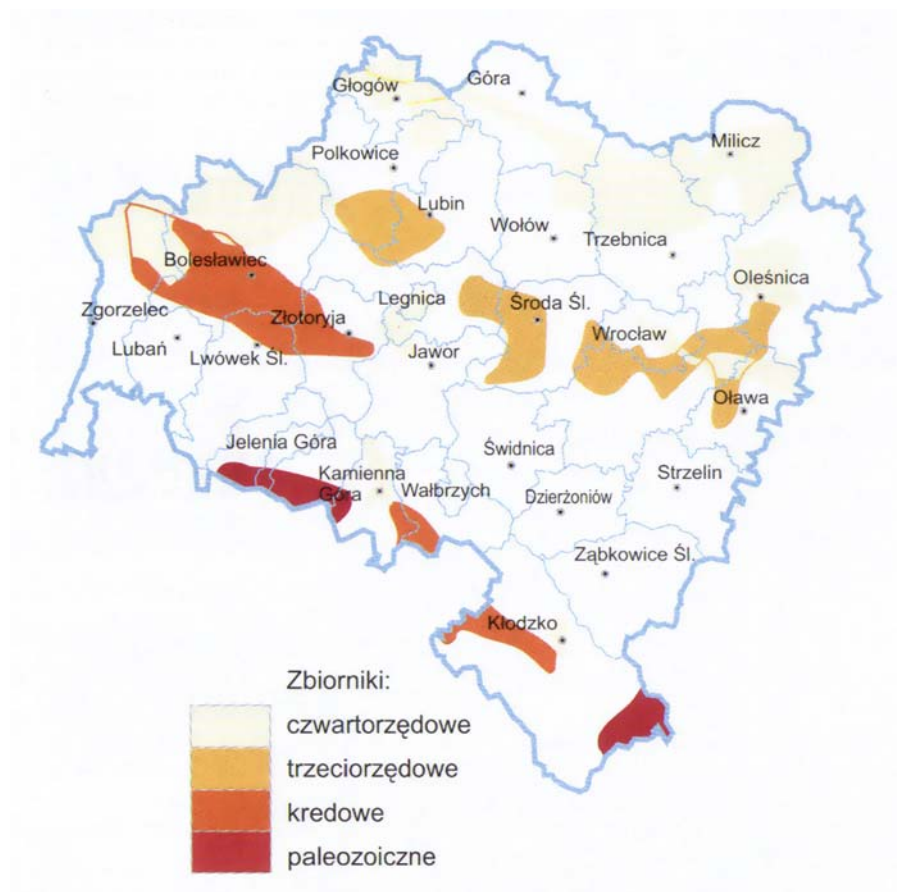 Głogów
Góra
Milicz
Polkowice
Lubin
Wołów
Trzebnica
Bolesławiec
Oleśnica
Zgorzelec
Legnica
Środa Śl.
Złotoryja
Wrocław
Lubań
Lwówek Śl.
Jawor
Oława
Jelenia Góra
Świdnica
Kamienna
Góra
Wałbrzych
Strzelin
Dzierżoniów
Ząbkowice Śl.
Kłodzko
Zbiorniki:
czwartorzędowe
trzeciorzędowe
kredowe
paleozoiczne